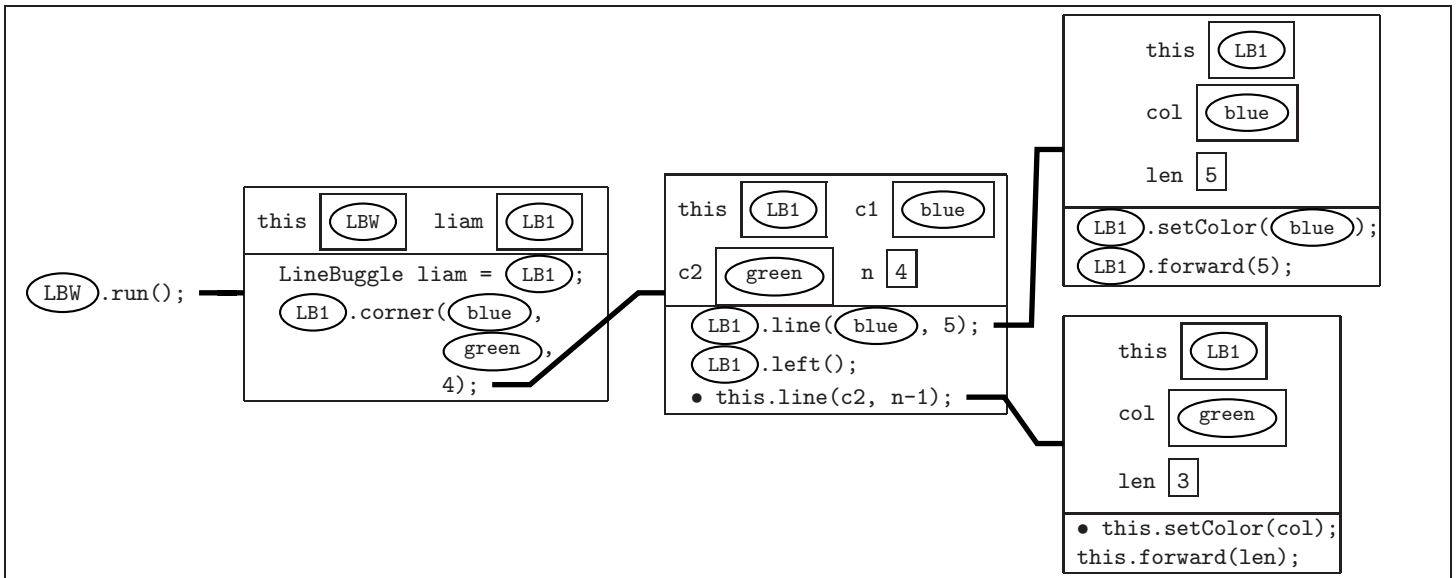 LBW.run();
this LBW liam LB1
LineBuggle liam = LB1;
LB1.corner(blue,
green,
4);
this LB1 c1 blue
c2 green n 4
LB1.line(blue, 5);
LB1.left();
• this.line(c2, n-1);
this LB1
col blue
len 5
LB1.setColor(blue);
LB1.forward(5);
this LB1
col green
len 3
• this.setColor(col);
this.forward(len);